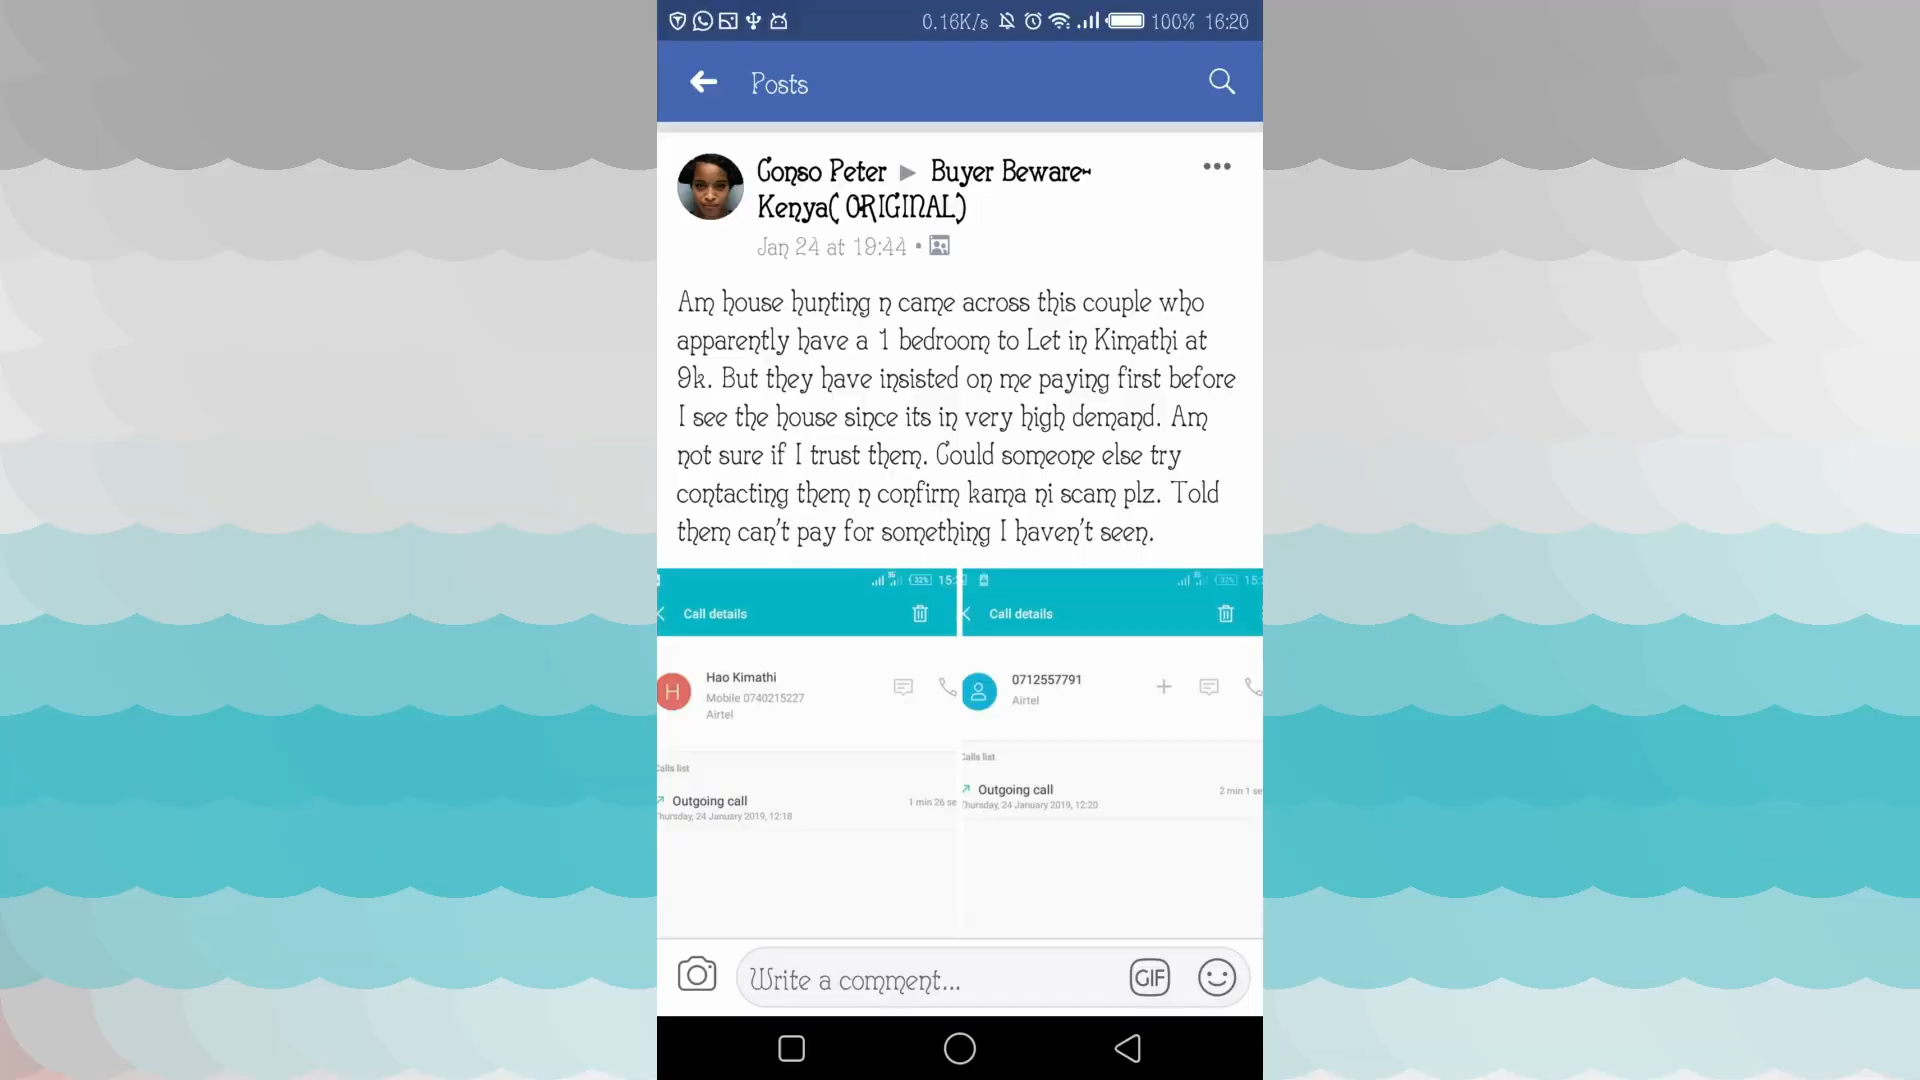 0.16K/s 100% 16:20
Posts
Conso Peter ▶ Buyer Beware-
Kenya( ORIGINAL)
Jan 24 at 19:44 •
Am house hunting n came across this couple who
apparently have a 1 bedroom to Let in Kimathi at
9k. But they have insisted on me paying first before
I see the house since its in very high demand. Am
not sure if I trust them. Could someone else try
contacting them n confirm kama ni scam plz. Told
them can't pay for something I haven't seen.
32% 15:
Call details
Hao Kimathi
Mobile 0740215227
Airtel
Calls list
Outgoing call 1 min 26 se
Thursday, 24 January 2019, 12:18
32% 15:
Call details
0712557791
Airtel
Calls list
Outgoing call 2 min 1 se
Thursday, 24 January 2019, 12:20
Write a comment...
GIF